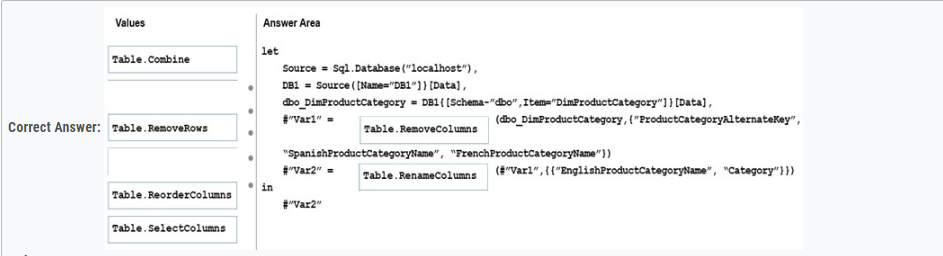 Values
Answer Area
Correct Answer:
Table.Combine
Table.RemoveRows
Table.ReorderColumns
Table.SelectColumns
let
Source = Sql.Database("localhost"),
DB1 = Source([Name="DB1"]}[Data],
dbo_DimProductCategory = DB1{[Schema-"dbo",Item="DimProductCategory"]}[Data],
#"Var1" = Table.RemoveColumns (dbo_DimProductCategory,{"ProductCategoryAlternateKey",
"SpanishProductCategoryName", "FrenchProductCategoryName"})
#"Var2" = Table.RenameColumns (#"Var1",{{"EnglishProductCategoryName", "Category"}})
in
#"Var2"